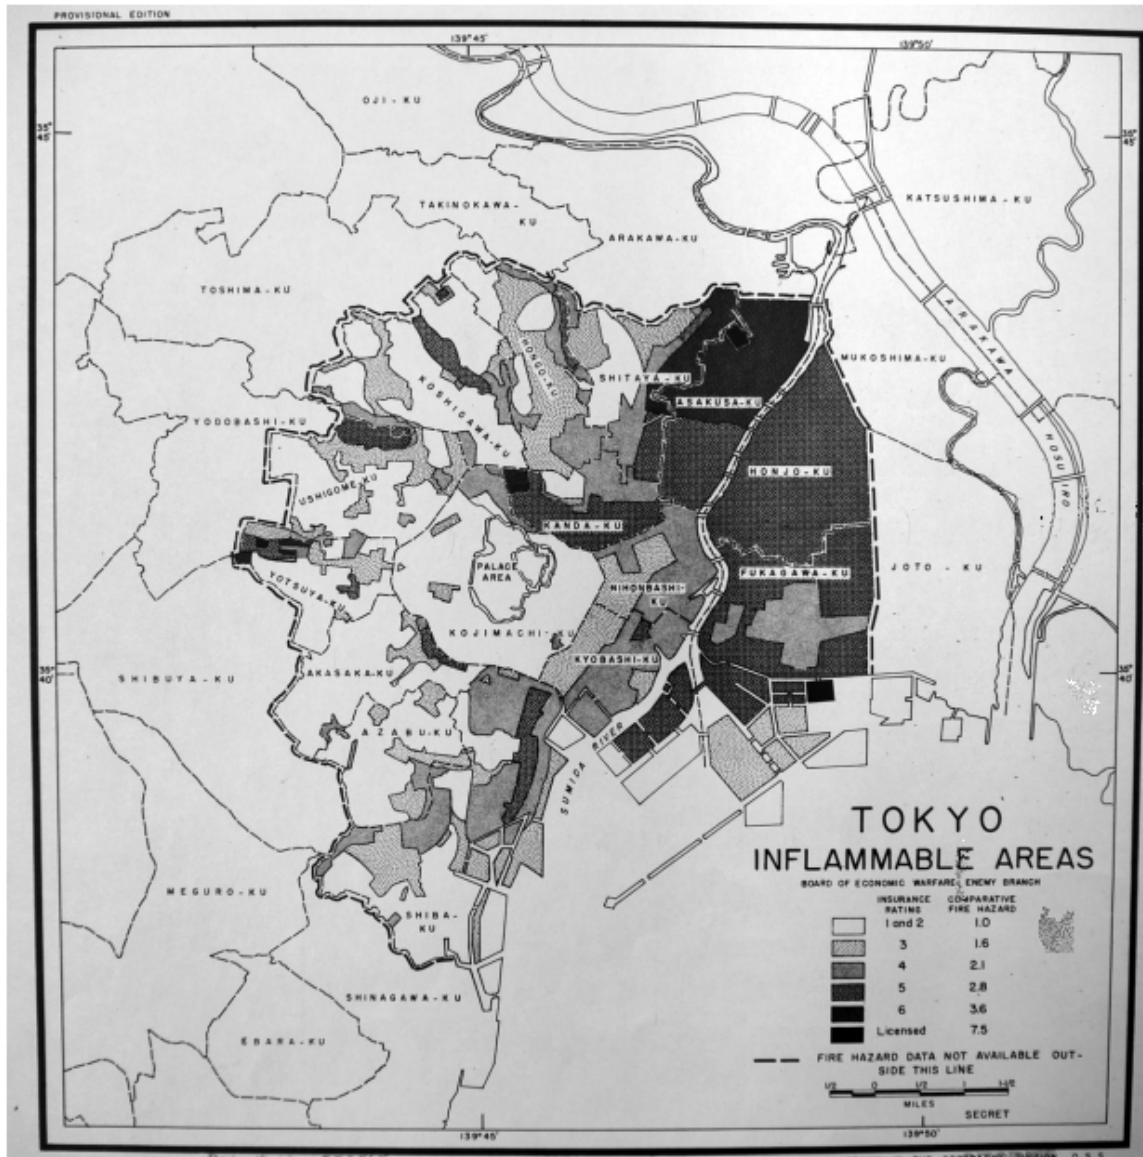 PROVISIONAL EDITION
139°45'
139°50'
35°
45'
35°
45'
OJI - KU
KATSUSHIMA - KU
TAKINOKAWA -
KU
ARAKAWA - KU
TOSHIMA - KU
ARAKAWA
HOSUIRO
MUKOSHIMA - KU
HONGO - KU
SHITAYA - KU
KOSHIGAWA - KU
ASAKUSA - KU
YODOBASHI - KU
HONJO - KU
USHIGOME - KU
KANDA - KU
PALACE
AREA
FUKAGAWA - KU
JOTO - KU
YOTSUYA - KU
NIHONBASHI -
KU
KOJIMACHI - KU
KYOBASHI - KU
35°
40'
35°
40'
SHIBUYA - KU
AKASAKA - KU
AZABU - KU
SUMIDA RIVER
MEGURO - KU
SHIBA -
KU
SHINAGAWA - KU
EBARA - KU
TOKYO
INFLAMMABLE AREAS
BOARD OF ECONOMIC WARFARE, ENEMY BRANCH
INSURANCE RATING COMPARATIVE FIRE HAZARD
1 and 2 1.0
3 1.6
4 2.1
5 2.8
6 3.6
Licensed 7.5
FIRE HAZARD DATA NOT AVAILABLE OUT-
SIDE THIS LINE
1/2 0 1/2 1 1-1/2
MILES
SECRET
139°45'
139°50'